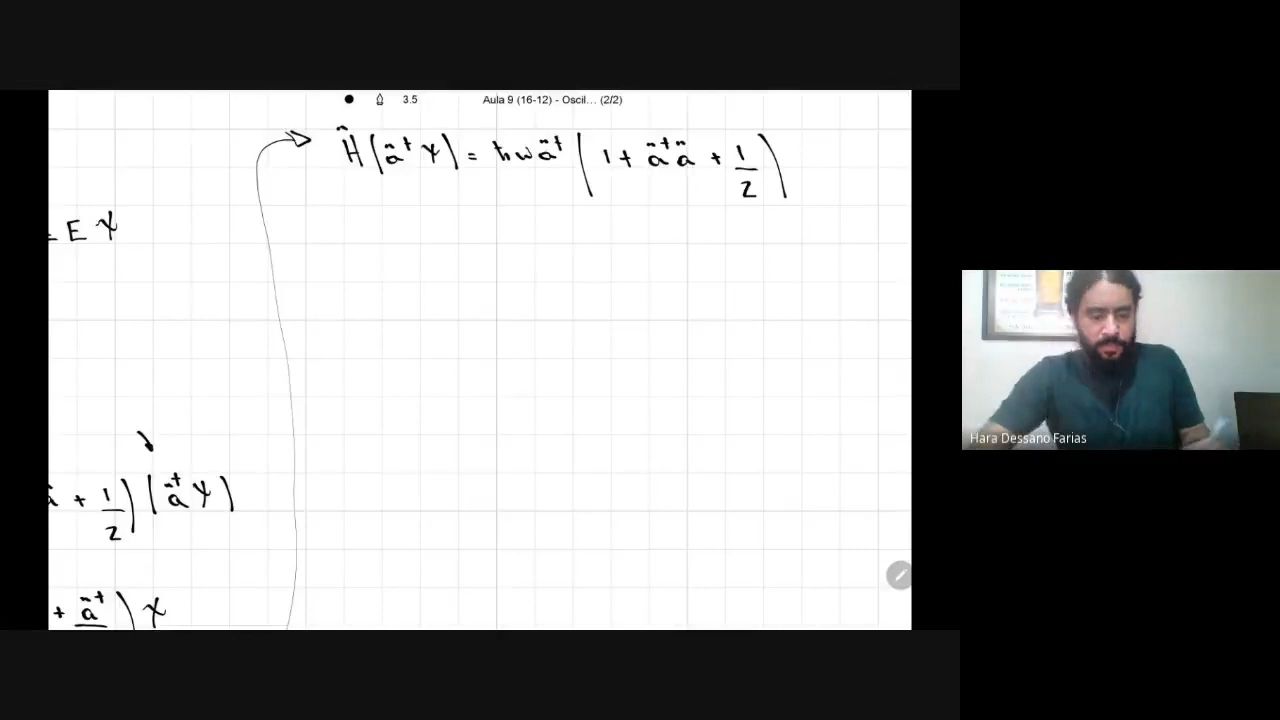 3.5 Aula 9 (16-12) - Oscil... (2/2)
Ĥ(â†ψ) = ħωâ†(1 + â†â + 1/2)
= Eψ
â + 1/2)(â†ψ)
+ â†)ψ
Hara Dessano Farias